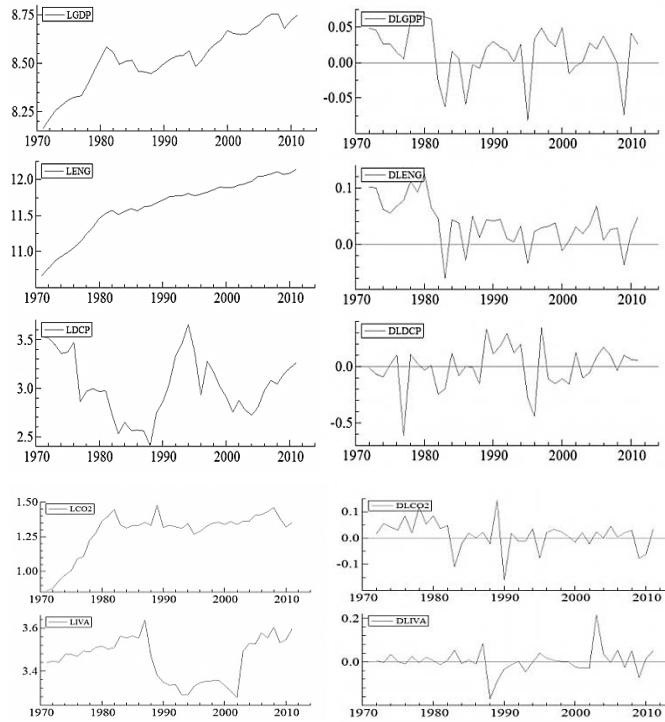 8.75 LGDP
8.50
8.25
1970 1980 1990 2000 2010
DLGDP
0.05
0.00
-0.05
1970 1980 1990 2000 2010
LENG
12.0
11.5
11.0
1970 1980 1990 2000 2010
DLENG
0.1
0.0
1970 1980 1990 2000 2010
3.5 LDCP
3.0
2.5
1970 1980 1990 2000 2010
DLDCP
0.0
-0.5
1970 1980 1990 2000 2010
1.50 LCO2
1.25
1.00
1970 1980 1990 2000 2010
0.1 DLCO2
0.0
-0.1
1970 1980 1990 2000 2010
LIVA
3.6
3.4
1970 1980 1990 2000 2010
0.2 DLIVA
0.0
1970 1980 1990 2000 2010